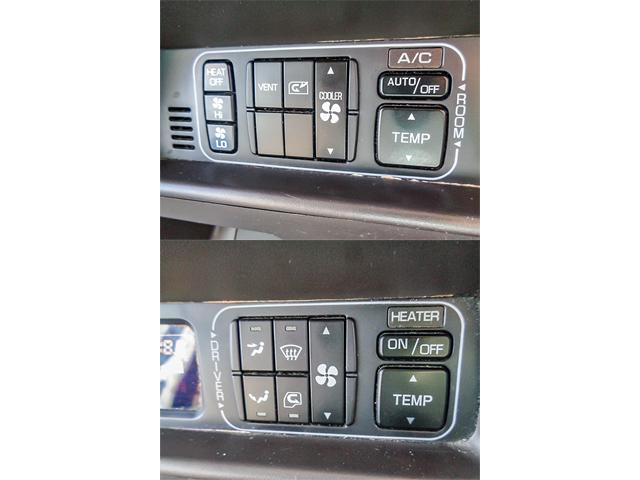 A/C
HEAT
OFF
VENT
COOLER
AUTO/OFF
Hi
ROOM
TEMP
LO
HEATER
DRIVER
ON/OFF
TEMP